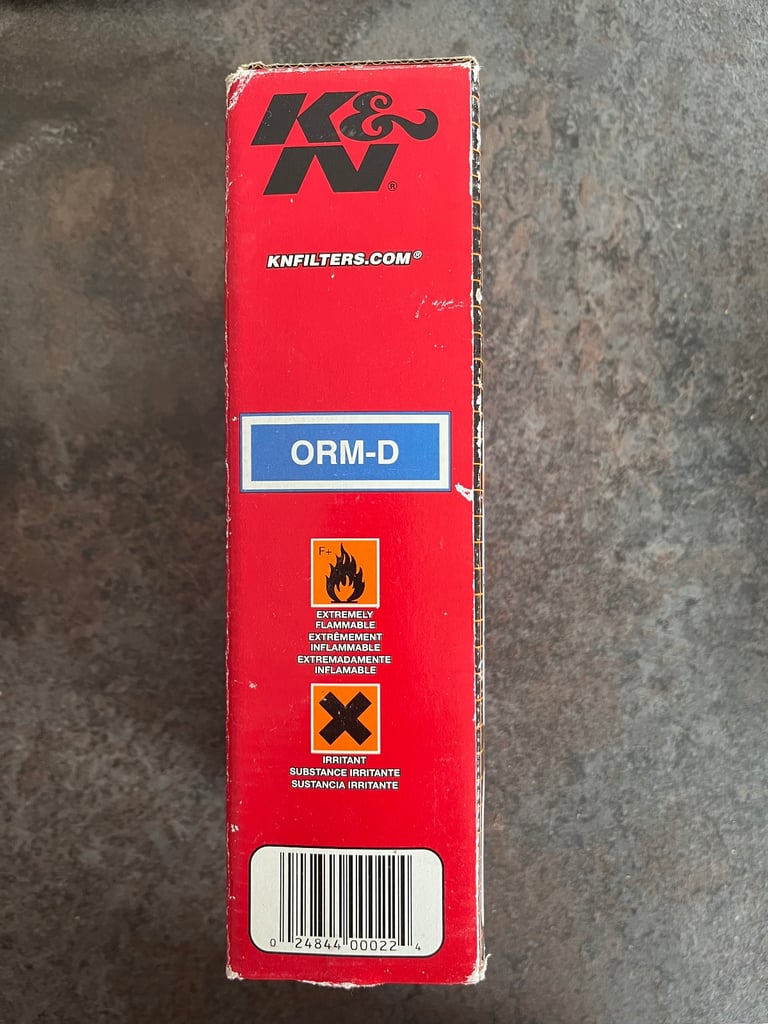 K&
N®
KNFILTERS.COM®
ORM-D
F+
EXTREMELY
FLAMMABLE
EXTRÊMEMENT
INFLAMMABLE
EXTREMADAMENTE
INFLAMABLE
IRRITANT
SUBSTANCE IRRITANTE
SUSTANCIA IRRITANTE
0 24844 00022 4